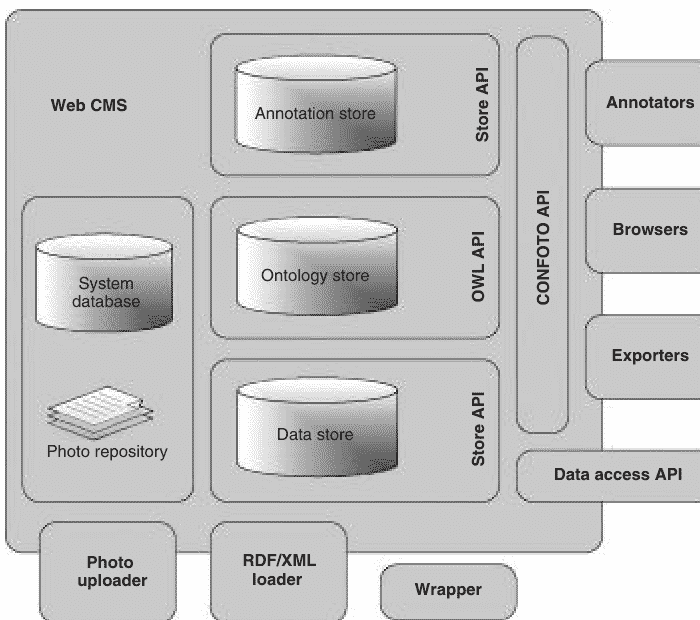 Web CMS
Annotation store
Store API
CONFOTO API
Annotators
System
database
Ontology store
OWL API
Browsers
Photo repository
Data store
Store API
Exporters
Data access API
Photo
uploader
RDF/XML
loader
Wrapper